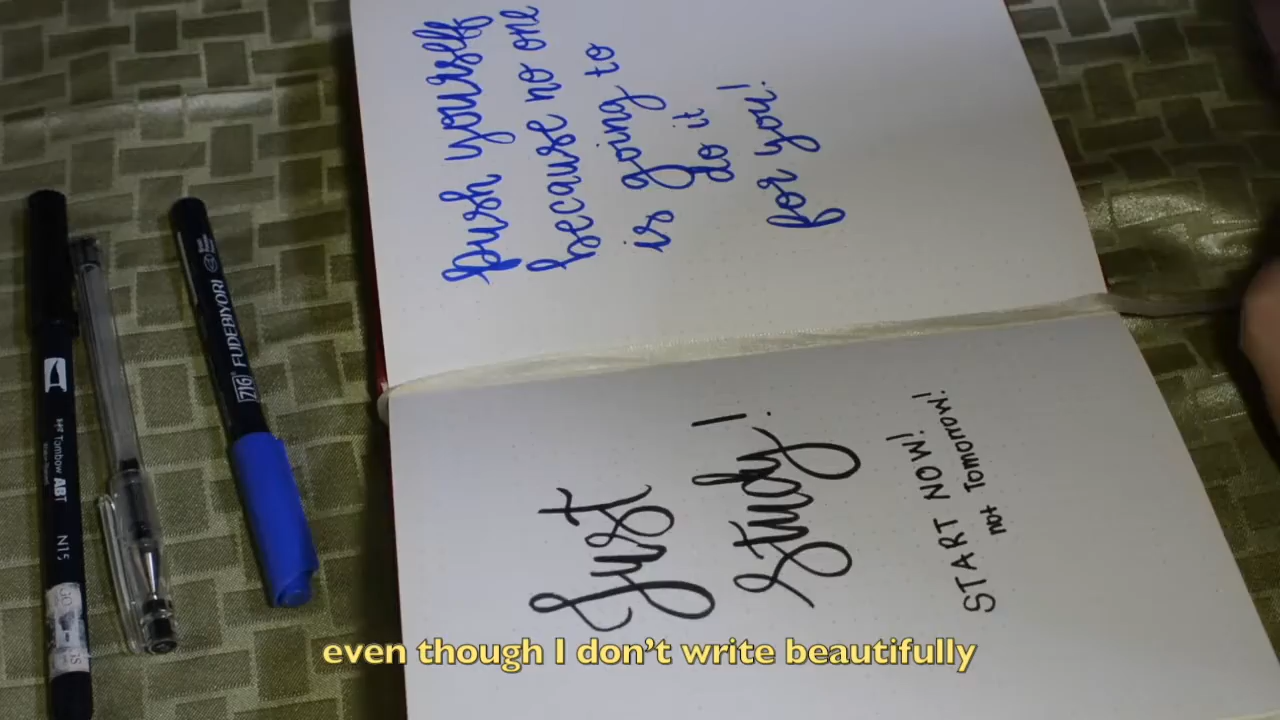 push yourself
because no one
is going to
do it
for you!
Just
Study!
START NOW!
not Tomorrow!
Tombow ABT
N15
ZIG FUDEBIYORI
even though I don't write beautifully